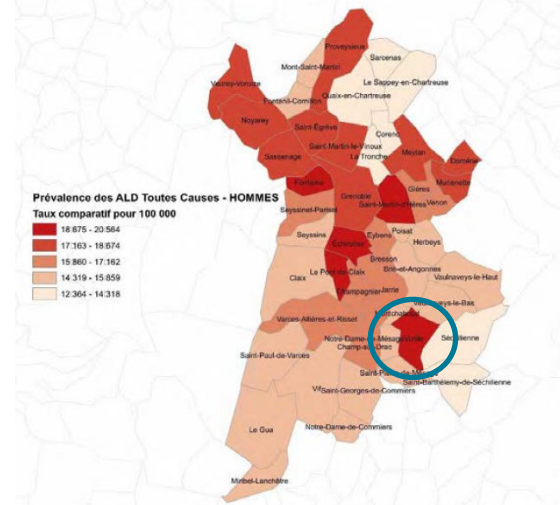 Proveysieux
Sarcenas
Mont-Saint-Martin
Le Sappey-en-Chartreuse
Veurey-Voroize
Quaix-en-Chartreuse
Fontanil-Cornillon
Noyarey
Saint-Égrève
Corenc
Saint-Martin-le-Vinoux
Meylan
Sassenage
La Tronche
Domène
Fontaine
Murianette
Prévalence des ALD Toutes Causes - HOMMES
Gières
Grenoble
Taux comparatif pour 100 000
Saint-Martin-d'Hères
Venon
Seyssinet-Pariset
18 675 - 20 564
Poisat
17 163 - 18 674
Seyssins
Eybens
Echirolles
Herbeys
15 860 - 17 162
Bresson
14 319 - 15 859
Le Pont-de-Claix
Brié-et-Angonnes
Claix
Vaulnaveys-le-Haut
12 364 - 14 318
Champagnier
Jarrie
Vaulnaveys-le-Bas
Montchaboud
Varces-Allières-et-Risset
Notre-Dame-de-Mésage
Vizille
Séchilienne
Champ-sur-Drac
Saint-Paul-de-Varces
Saint-Pierre-de-Mésage
Saint-Barthélemy-de-Séchilienne
Vif
Saint-Georges-de-Commiers
Le Gua
Notre-Dame-de-Commiers
Miribel-Lanchâtre